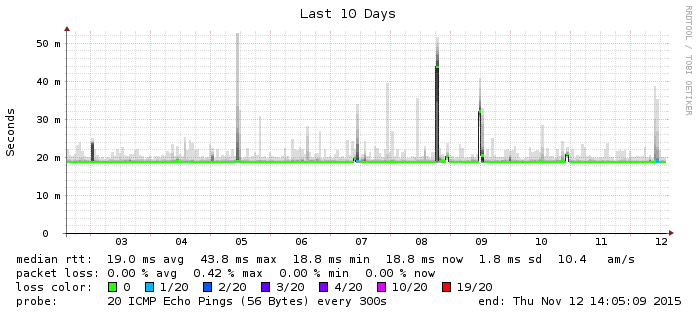 Last 10 Days
RRDTOOL / TOBI OETIKER
Seconds
50 m
40 m
30 m
20 m
10 m
0
03 04 05 06 07 08 09 10 11 12
median rtt: 19.0 ms avg 43.8 ms max 18.8 ms min 18.8 ms now 1.8 ms sd 10.4 am/s
packet loss: 0.00 % avg 0.42 % max 0.00 % min 0.00 % now
loss color: 0 1/20 2/20 3/20 4/20 10/20 19/20
probe: 20 ICMP Echo Pings (56 Bytes) every 300s end: Thu Nov 12 14:05:09 2015